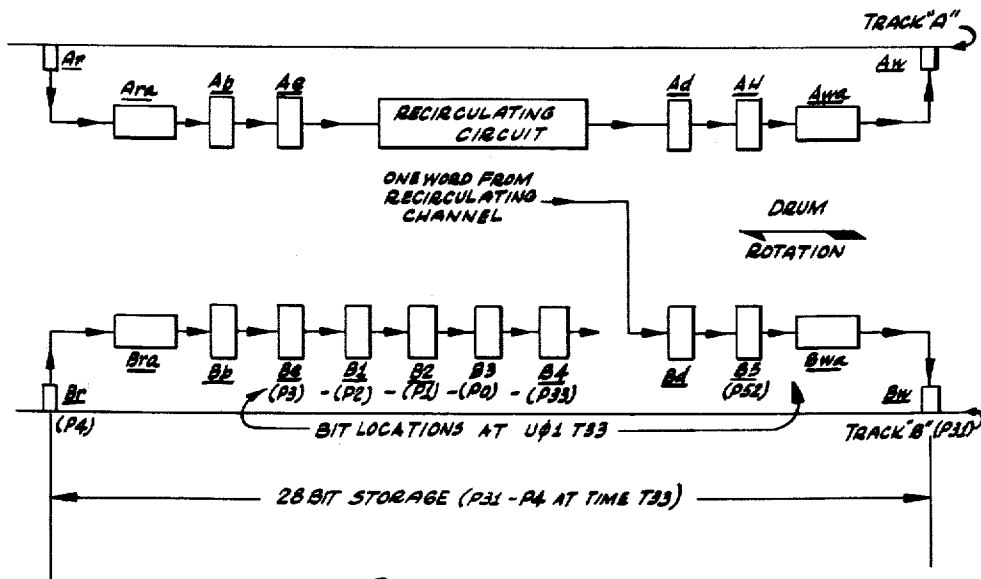 TRACK "A"
Ar
Aw
Ara
Ab
Ae
Ad
AH
Awa
RECIRCULATING
CIRCUIT
ONE WORD FROM
RECIRCULATING
CHANNEL
DRUM
ROTATION
Bra
Bb
Be
B1
B2
B3
B4
Bd
B5
Bwa
(P3) - (P2) - (P1) - (P0) - (P33)
(P32)
Br
Bw
(P4)
BIT LOCATIONS AT UΦ1 T33
TRACK "B" (P31)
28 BIT STORAGE (P31 - P4 AT TIME T33)